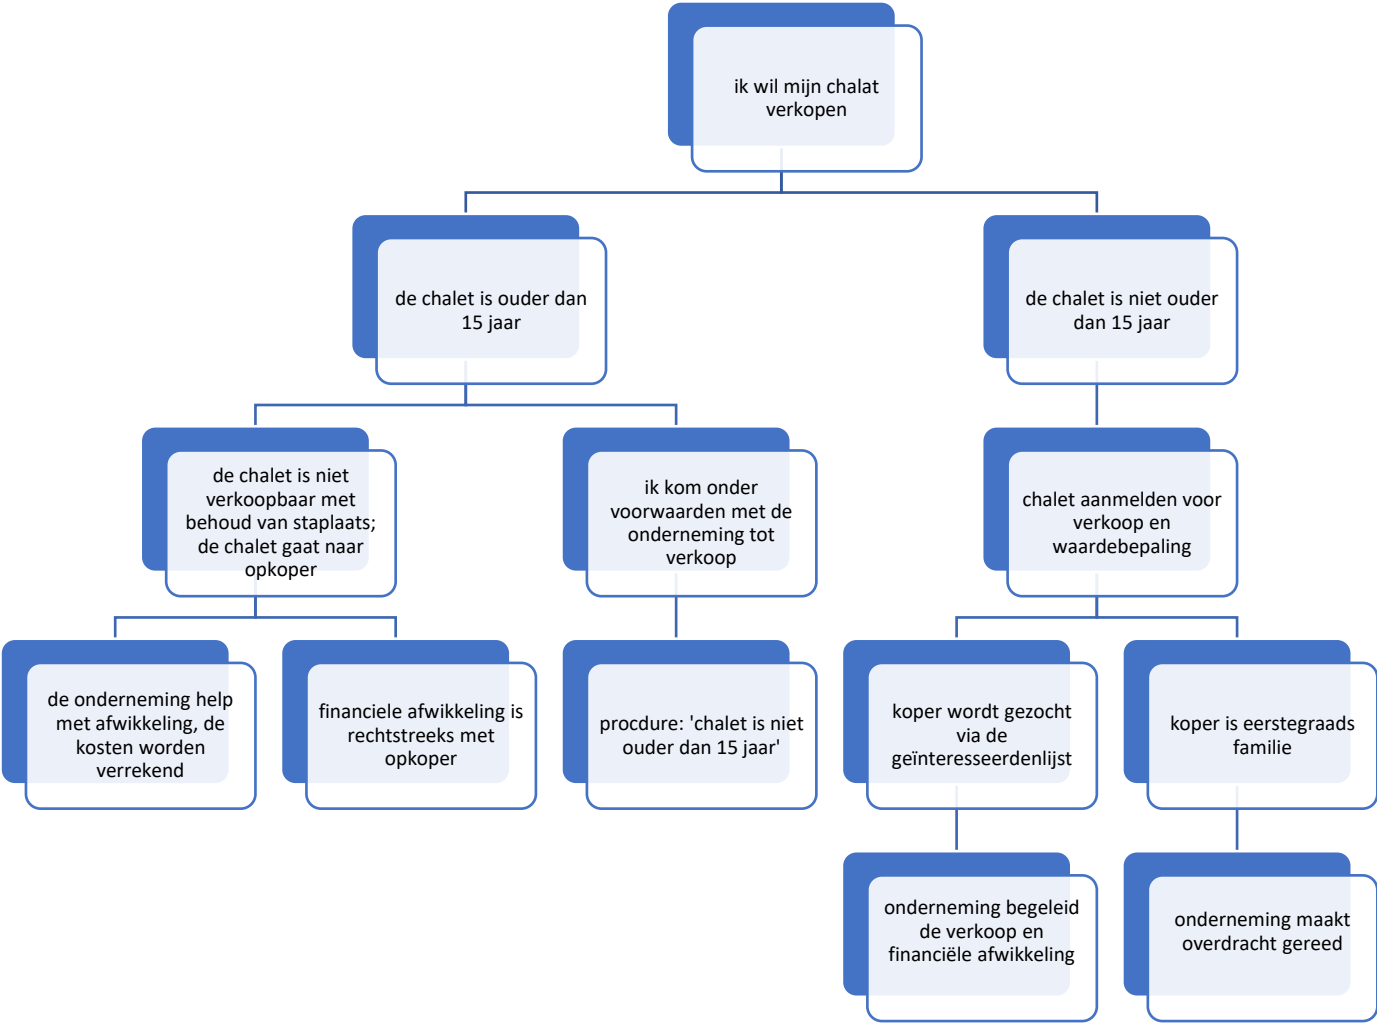 ik wil mijn chalat
verkopen
de chalet is ouder dan
15 jaar
de chalet is niet ouder
dan 15 jaar
de chalet is niet
verkoopbaar met
behoud van staplaats;
de chalet gaat naar
opkoper
ik kom onder
voorwaarden met de
onderneming tot
verkoop
chalet aanmelden voor
verkoop en
waardebepaling
de onderneming help
met afwikkeling, de
kosten worden
verrekend
financiele afwikkeling is
rechtstreeks met
opkoper
procdure: 'chalet is niet
ouder dan 15 jaar'
koper wordt gezocht
via de
geïnteresseerdenlijst
koper is eerstegraads
familie
onderneming begeleid
de verkoop en
financiële afwikkeling
onderneming maakt
overdracht gereed